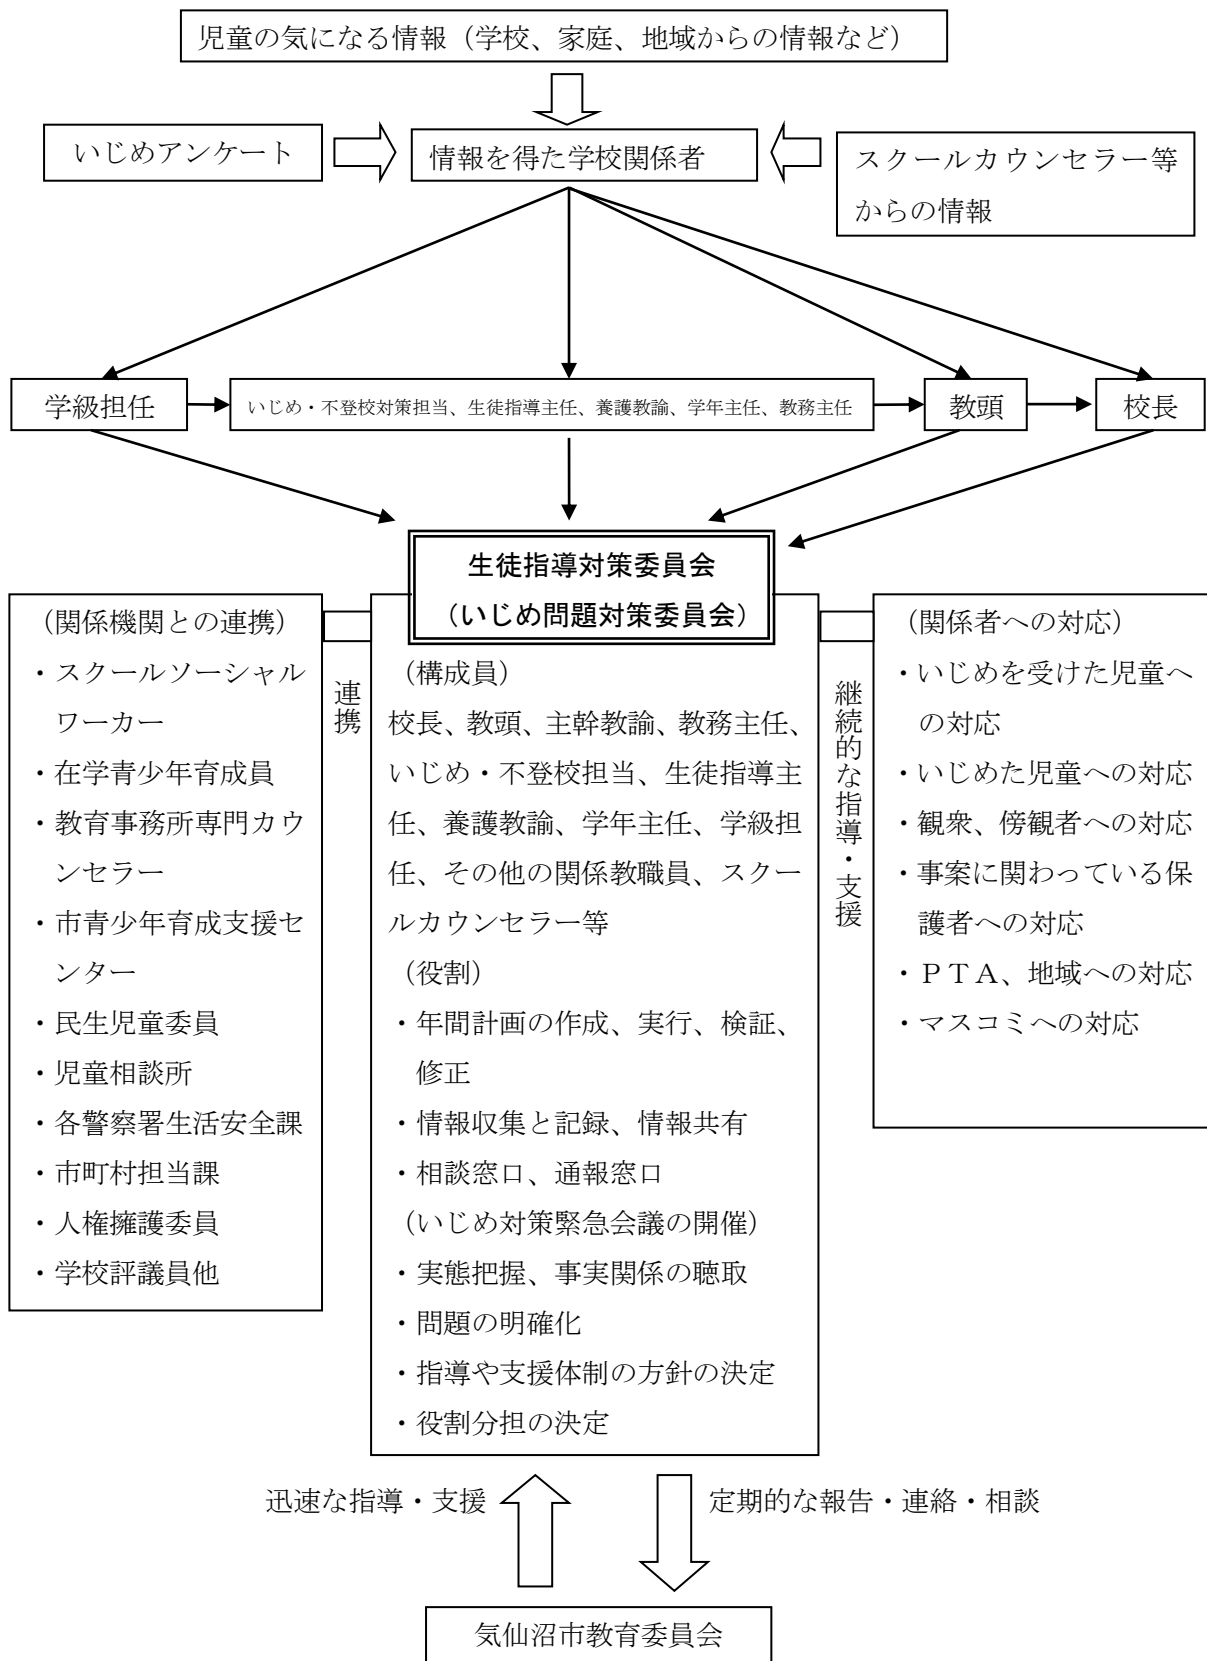 児童の気になる情報（学校、家庭、地域からの情報など）
いじめアンケート
情報を得た学校関係者
スクールカウンセラー等
からの情報
学級担任
いじめ・不登校対策担当、生徒指導主任、養護教諭、学年主任、教務主任
教頭
校長
生徒指導対策委員会
（いじめ問題対策委員会）
（関係機関との連携）
・スクールソーシャル
ワーカー
・在学青少年育成員
・教育事務所専門カウ
ンセラー
・市青少年育成支援セ
ンター
・民生児童委員
・児童相談所
・各警察署生活安全課
・市町村担当課
・人権擁護委員
・学校評議員他
連携
（構成員）
校長、教頭、主幹教諭、教務主任、
いじめ・不登校担当、生徒指導主
任、養護教諭、学年主任、学級担
任、その他の関係教職員、スクー
ルカウンセラー等
（役割）
・年間計画の作成、実行、検証、
修正
・情報収集と記録、情報共有
・相談窓口、通報窓口
（いじめ対策緊急会議の開催）
・実態把握、事実関係の聴取
・問題の明確化
・指導や支援体制の方針の決定
・役割分担の決定
継続的な指導・支援
（関係者への対応）
・いじめを受けた児童へ
の対応
・いじめた児童への対応
・観衆、傍観者への対応
・事案に関わっている保
護者への対応
・ＰＴＡ、地域への対応
・マスコミへの対応
迅速な指導・支援
定期的な報告・連絡・相談
気仙沼市教育委員会